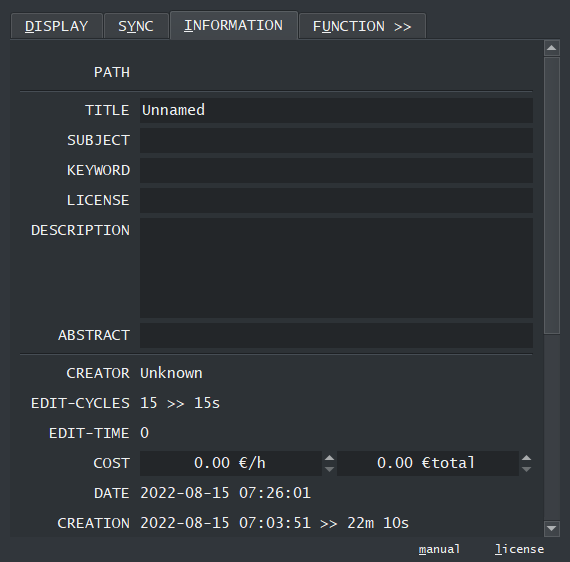 DISPLAY SYNC INFORMATION FUNCTION >>
PATH
TITLE Unnamed
SUBJECT
KEYWORD
LICENSE
DESCRIPTION
ABSTRACT
CREATOR Unknown
EDIT-CYCLES 15 >> 15s
EDIT-TIME 0
COST 0.00 €/h 0.00 €total
DATE 2022-08-15 07:26:01
CREATION 2022-08-15 07:03:51 >> 22m 10s
manual license